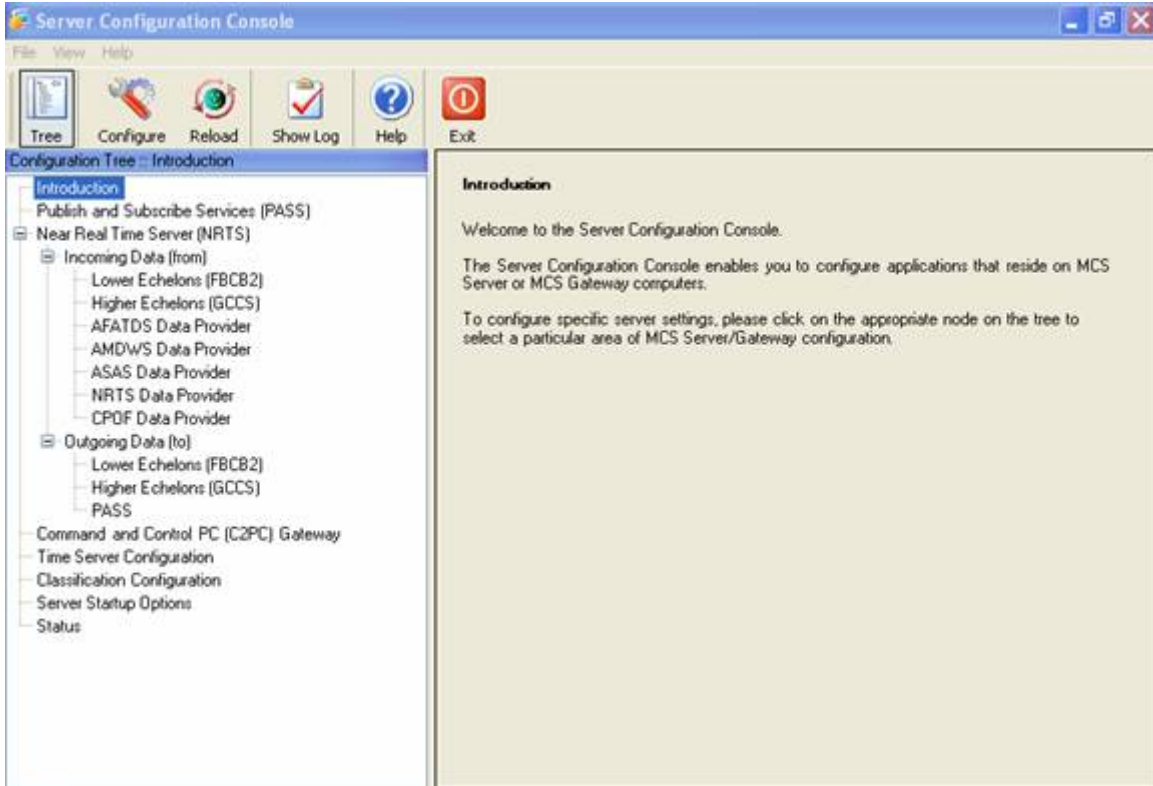 Server Configuration Console
File View Help
Tree Configure Reload Show Log Help Exit
Configuration Tree :: Introduction
Introduction
Publish and Subscribe Services (PASS)
Near Real Time Server (NRTS)
Incoming Data (from)
Lower Echelons (FBCB2)
Higher Echelons (GCCS)
AFATDS Data Provider
AMDWS Data Provider
ASAS Data Provider
NRTS Data Provider
CPOF Data Provider
Outgoing Data (to)
Lower Echelons (FBCB2)
Higher Echelons (GCCS)
PASS
Command and Control PC (C2PC) Gateway
Time Server Configuration
Classification Configuration
Server Startup Options
Status
Introduction
Welcome to the Server Configuration Console.
The Server Configuration Console enables you to configure applications that reside on MCS
Server or MCS Gateway computers.
To configure specific server settings, please click on the appropriate node on the tree to
select a particular area of MCS Server/Gateway configuration.